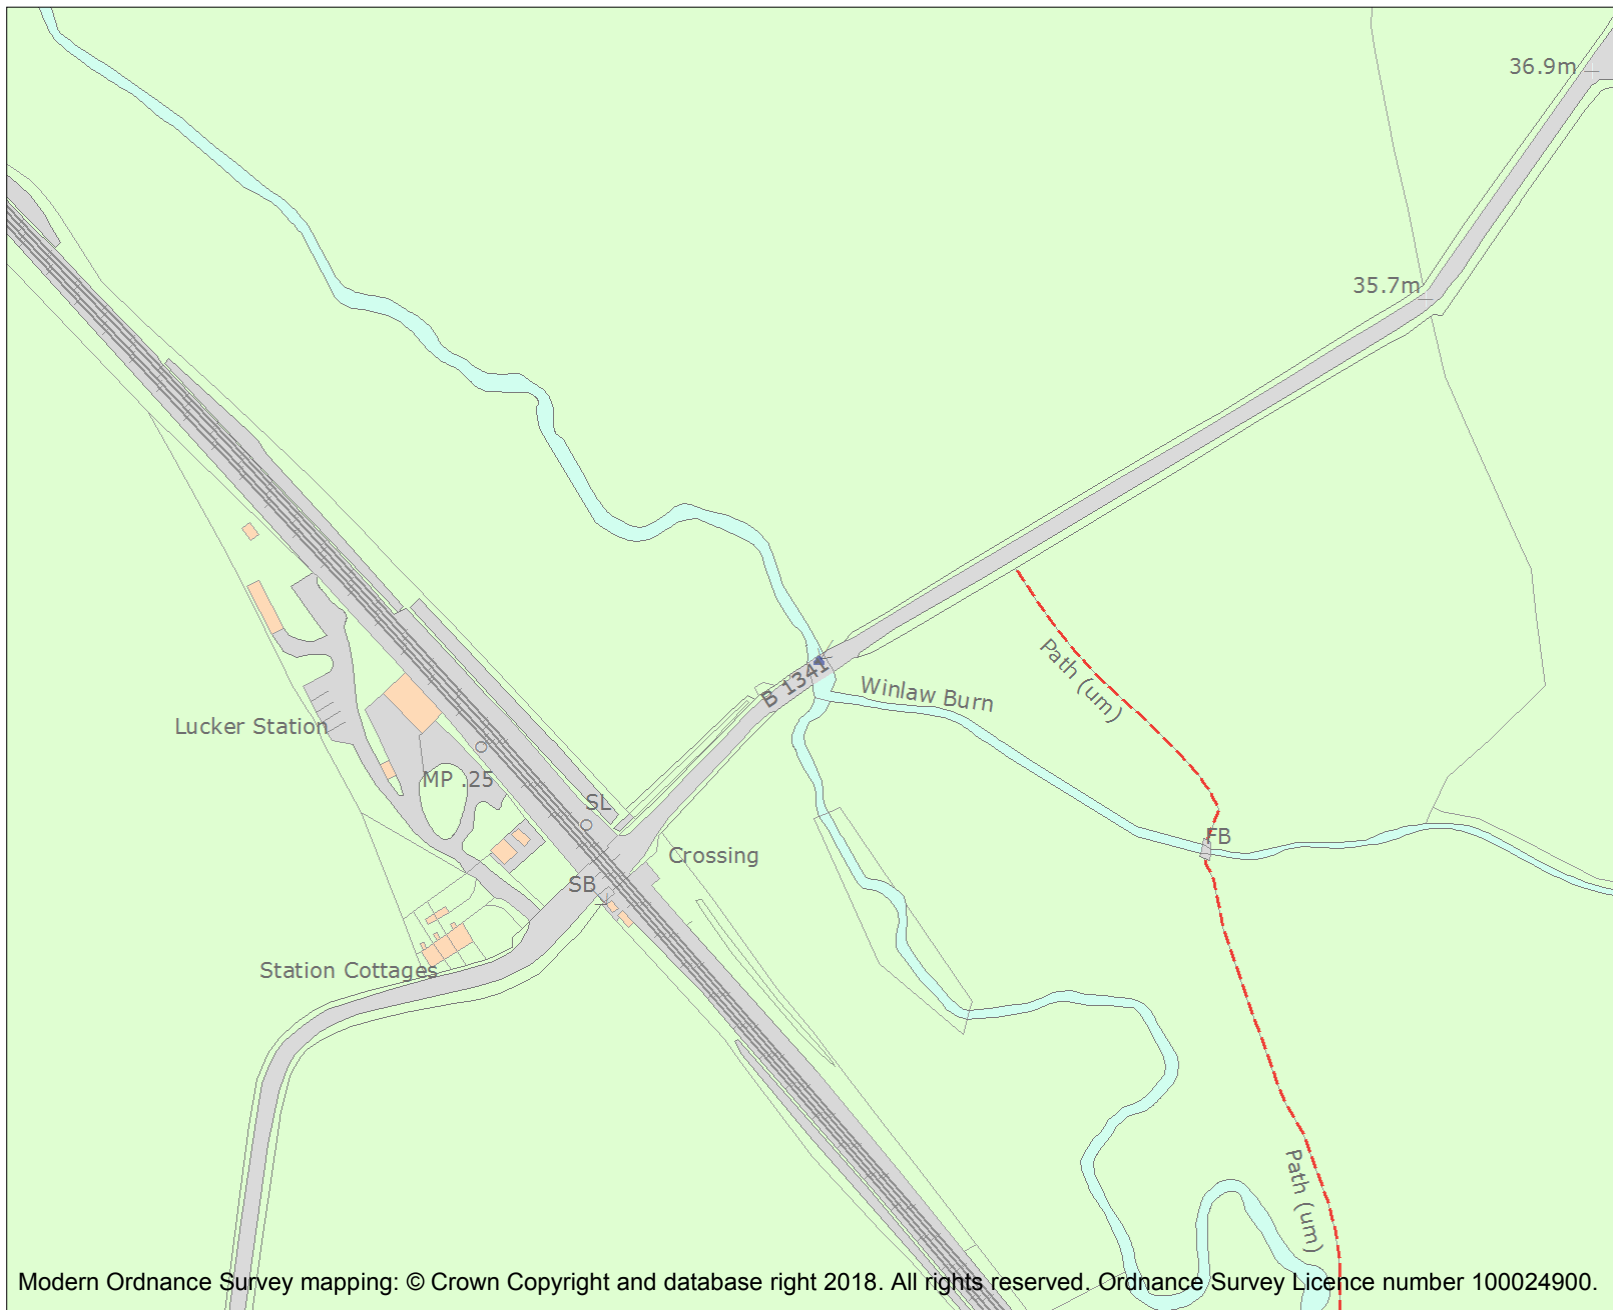 36.9m
35.7m
B 1341
Winlaw Burn
Path (um)
Lucker Station
MP .25
SL
FB
Crossing
SB
Station Cottages
Path (um)
Modern Ordnance Survey mapping: © Crown Copyright and database right 2018. All rights reserved. Ordnance Survey Licence number 100024900.